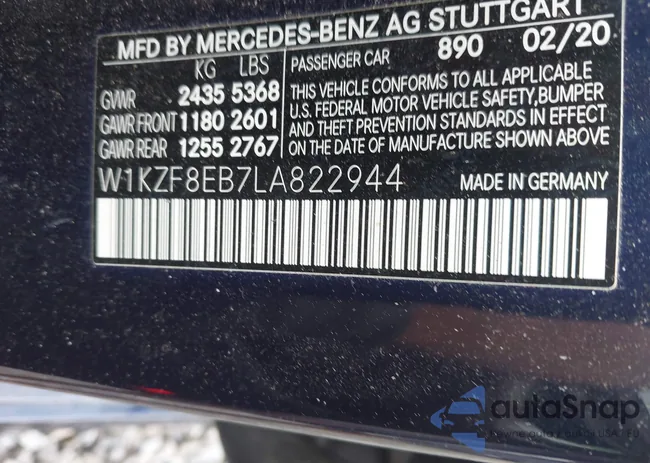 MFD BY MERCEDES-BENZ AG STUTTGART
KG LBS
GVWR 2435 5368
GAWR FRONT 1180 2601
GAWR REAR 1255 2767
PASSENGER CAR 890 02/20
THIS VEHICLE CONFORMS TO ALL APPLICABLE
U.S. FEDERAL MOTOR VEHICLE SAFETY, BUMPER
AND THEFT PREVENTION STANDARDS IN EFFECT
ON THE DATE OF MANUFACTURE SHOWN ABOVE
W1KZF8EB7LA822944 MADE IN GERMANY
autaSnap